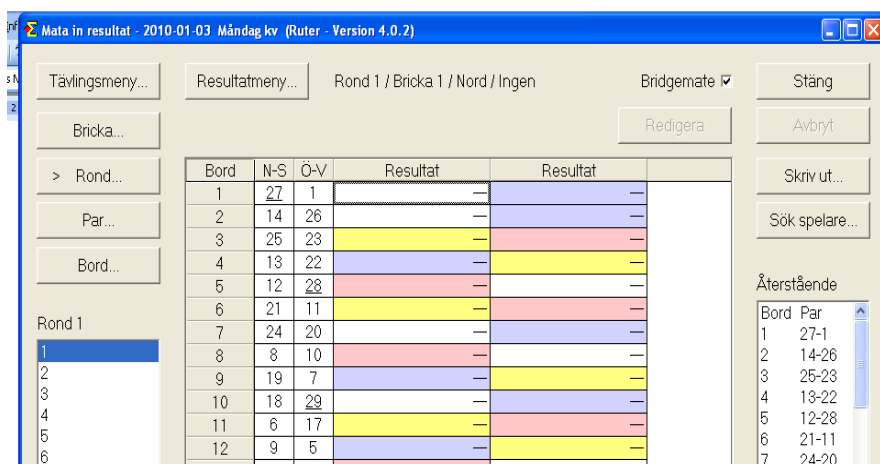 Mata in resultat - 2010-01-03 Måndag kv (Ruter - Version 4.0.2)
Tävlingsmeny... Resultatmeny... Rond 1 / Bricka 1 / Nord / Ingen Bridgemate Stäng
Bricka... Redigera Avbryt
> Rond... Skriv ut...
Par... Sök spelare...
Bord...
Bord N-S Ö-V Resultat Resultat
1 27 1 — —
2 14 26 — —
3 25 23 — —
4 13 22 — —
5 12 28 — —
6 21 11 — —
7 24 20 — —
8 8 10 — —
9 19 7 — —
10 18 29 — —
11 6 17 — —
12 9 5 — —
Rond 1
1
2
3
4
5
6
Återstående
Bord Par
1 27-1
2 14-26
3 25-23
4 13-22
5 12-28
6 21-11
7 24-20